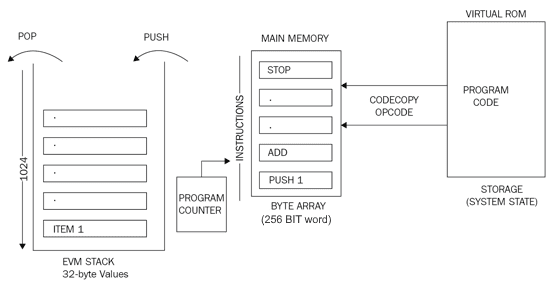 POP
PUSH
1024
.
.
.
.
ITEM 1
EVM STACK
32-byte Values
PROGRAM
COUNTER
INSTRUCTIONS
MAIN MEMORY
STOP
.
.
ADD
PUSH 1
BYTE ARRAY
(256 BIT word)
CODECOPY
OPCODE
VIRTUAL ROM
PROGRAM
CODE
STORAGE
(SYSTEM STATE)